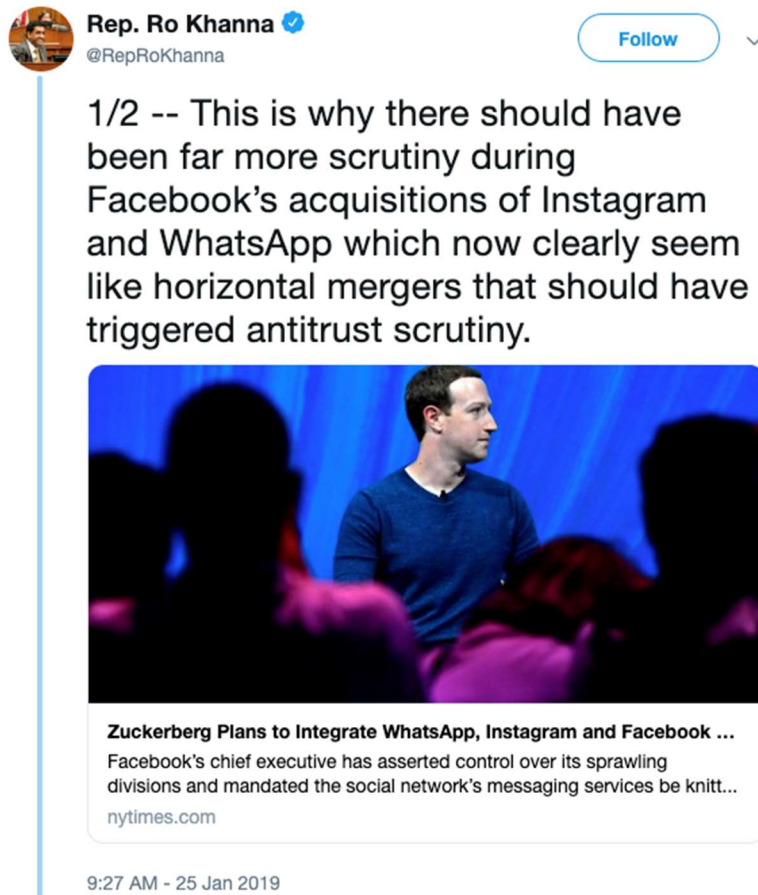 Rep. Ro Khanna
Follow
@RepRoKhanna
1/2 -- This is why there should have
been far more scrutiny during
Facebook’s acquisitions of Instagram
and WhatsApp which now clearly seem
like horizontal mergers that should have
triggered antitrust scrutiny.
Zuckerberg Plans to Integrate WhatsApp, Instagram and Facebook ...
Facebook’s chief executive has asserted control over its sprawling
divisions and mandated the social network’s messaging services be knitt...
nytimes.com
9:27 AM - 25 Jan 2019